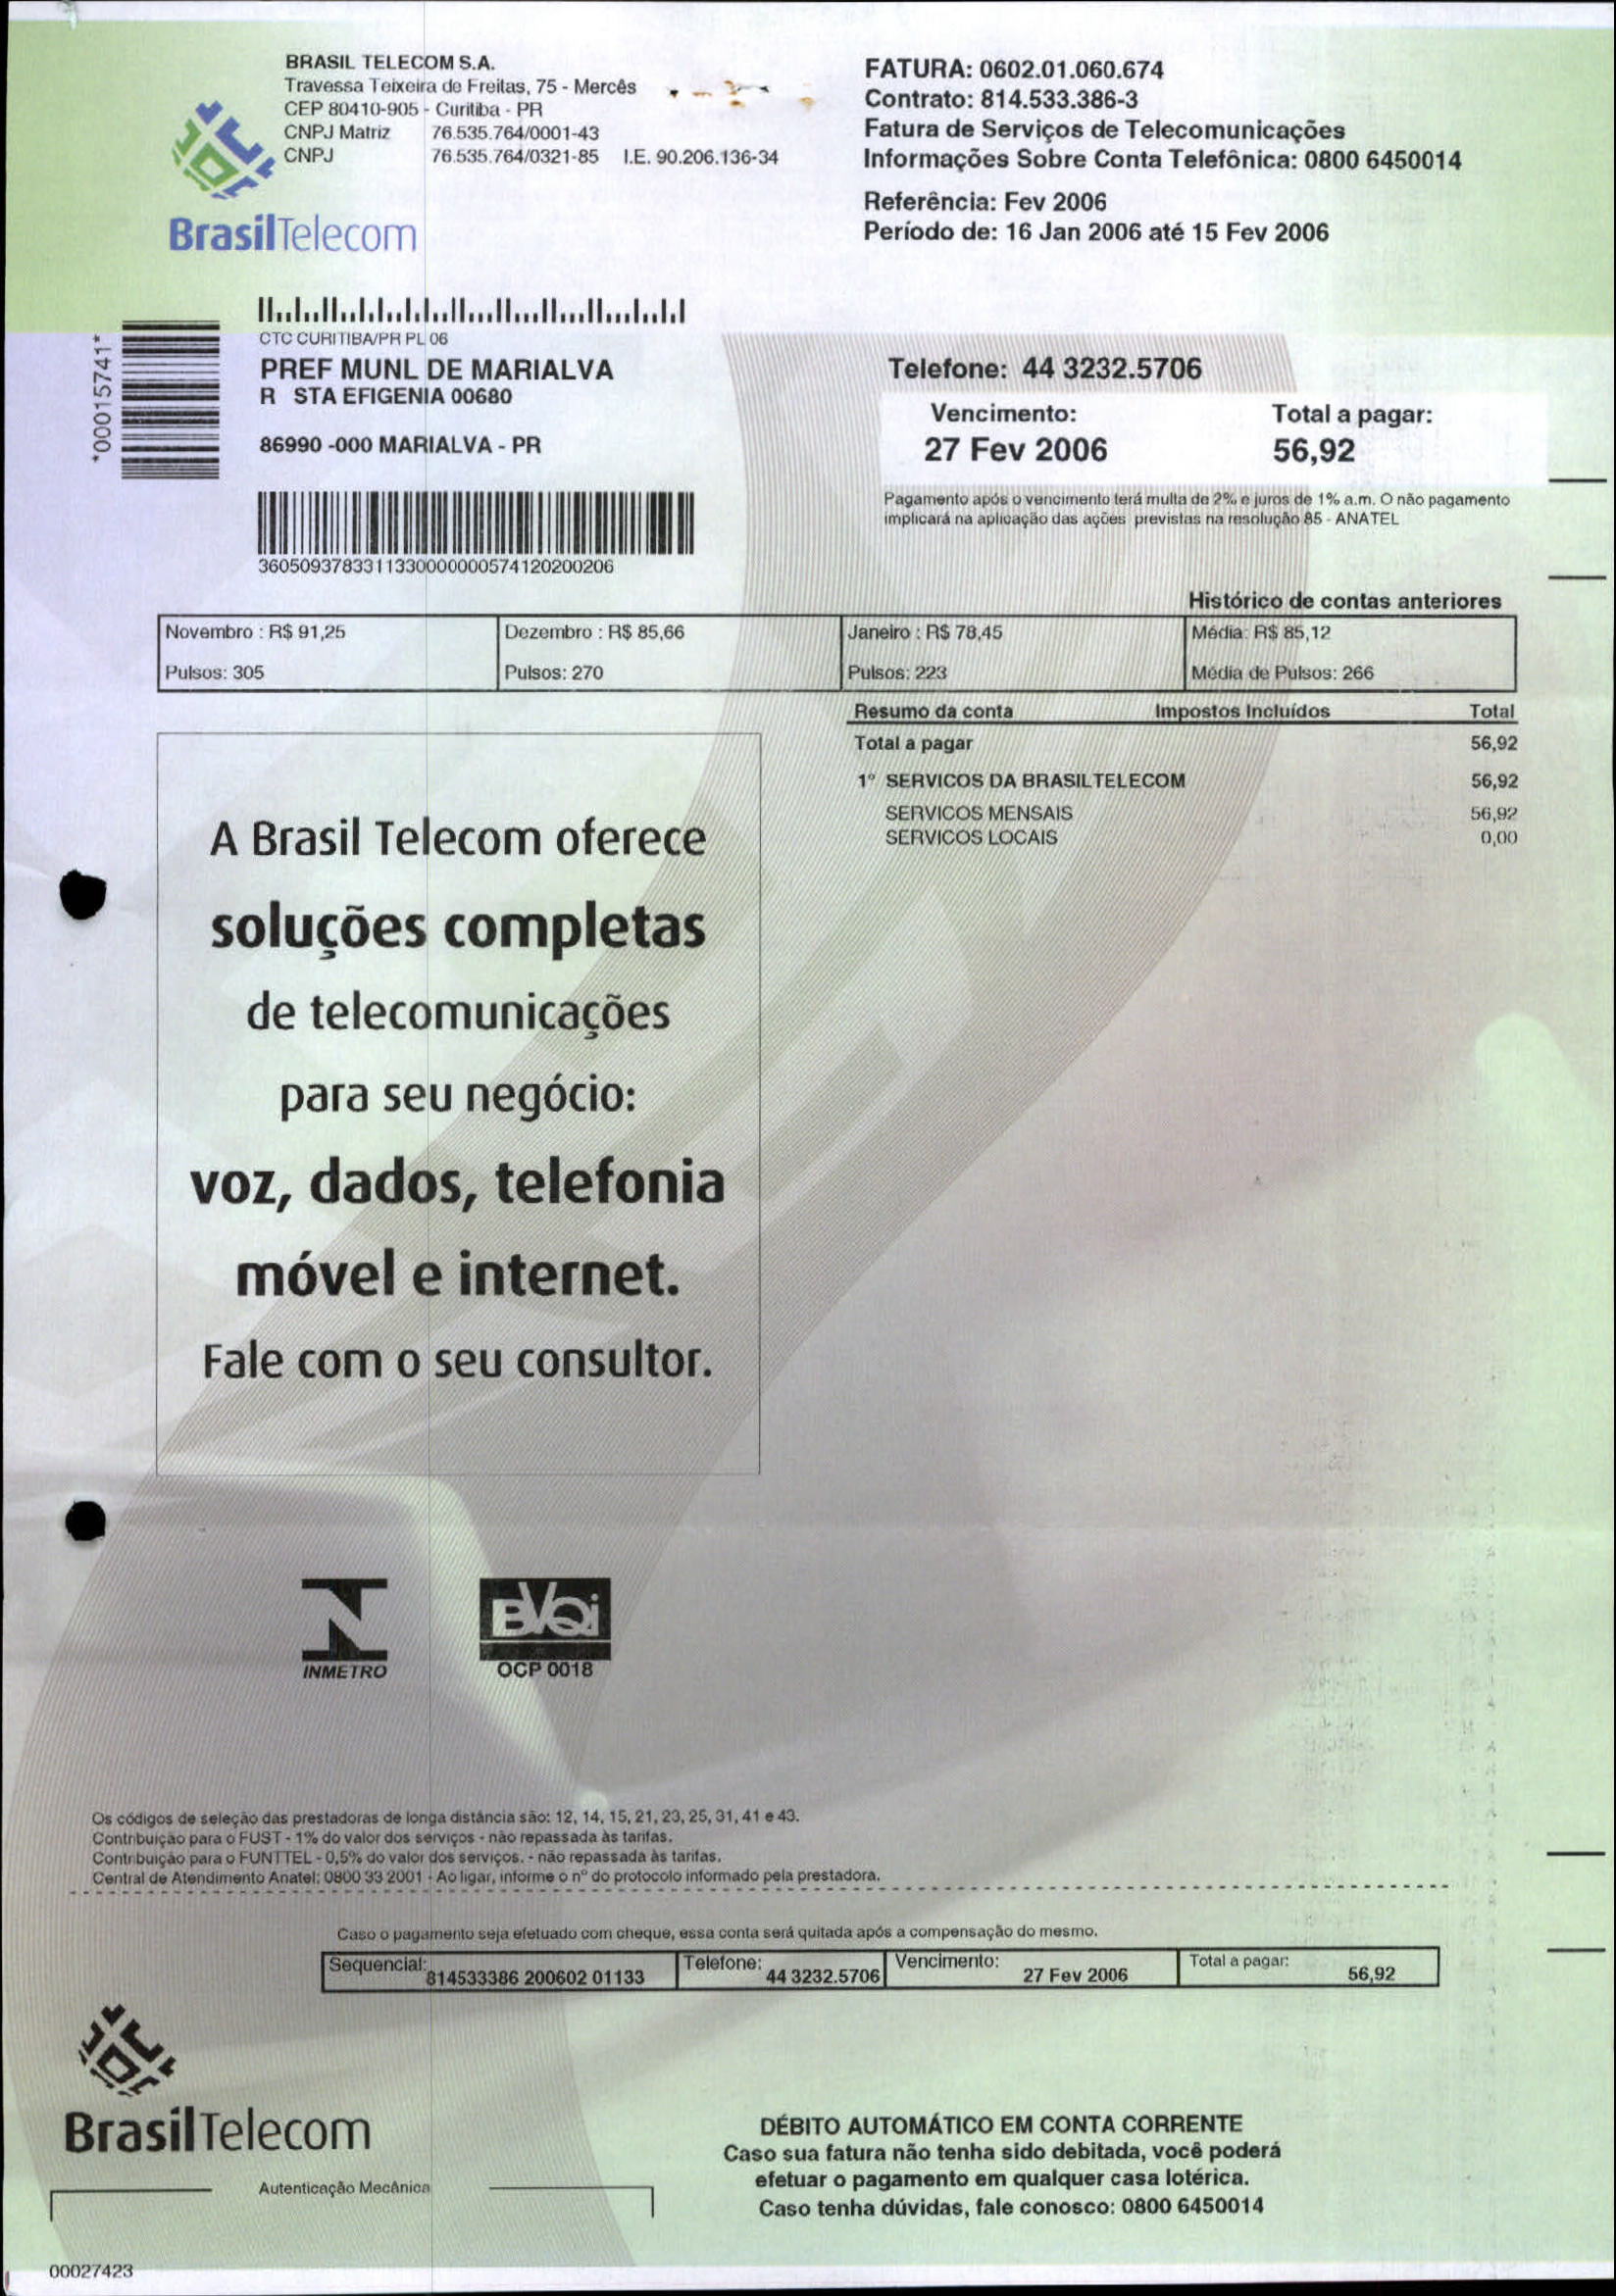 BRASIL TELECOM S.A.
Travessa Teixeira de Freitas, 75 - Mercês
CEP 80410-905 - Curitiba - PR
CNPJ Matriz 76.535.764/0001-43
CNPJ 76.535.764/0321-85 I.E. 90.206.136-34
BrasilTelecom
FATURA: 0602.01.060.674
Contrato: 814.533.386-3
Fatura de Serviços de Telecomunicações
Informações Sobre Conta Telefônica: 0800 6450014
Referência: Fev 2006
Período de: 16 Jan 2006 até 15 Fev 2006
*00015741*
CTC CURITIBA/PR PL 06
PREF MUNL DE MARIALVA
R STA EFIGENIA 00680
86990 -000 MARIALVA - PR
360509378331133000000057412020​0206
Telefone: 44 3232.5706
Vencimento: Total a pagar:
27 Fev 2006 56,92
Pagamento após o vencimento terá multa de 2% e juros de 1% a.m. O não pagamento
implicará na aplicação das ações previstas na resolução 85 - ANATEL
Histórico de contas anteriores
Novembro : R$ 91,25 Dezembro : R$ 85,66 Janeiro : R$ 78,45 Média: R$ 85,12
Pulsos: 305 Pulsos: 270 Pulsos: 223 Média de Pulsos: 266
Resumo da conta Impostos Incluídos Total
Total a pagar 56,92
1º SERVICOS DA BRASILTELECOM 56,92
SERVICOS MENSAIS 56,92
SERVICOS LOCAIS 0,00
A Brasil Telecom oferece
soluções completas
de telecomunicações
para seu negócio:
voz, dados, telefonia
móvel e internet.
Fale com o seu consultor.
INMETRO
BVQi
OCP 0018
Os códigos de seleção das prestadoras de longa distância são: 12, 14, 15, 21, 23, 25, 31, 41 e 43.
Contribuição para o FUST - 1% do valor dos serviços - não repassada às tarifas.
Contribuição para o FUNTTEL - 0,5% do valor dos serviços. - não repassada às tarifas.
Central de Atendimento Anatel: 0800 33 2001 - Ao ligar, informe o nº do protocolo informado pela prestadora.
Caso o pagamento seja efetuado com cheque, essa conta será quitada após a compensação do mesmo.
Sequencial: 814533386 200602 01133 Telefone: 44 3232.5706 Vencimento: 27 Fev 2006 Total a pagar: 56,92
BrasilTelecom
Autenticação Mecânica
DÉBITO AUTOMÁTICO EM CONTA CORRENTE
Caso sua fatura não tenha sido debitada, você poderá
efetuar o pagamento em qualquer casa lotérica.
Caso tenha dúvidas, fale conosco: 0800 6450014
00027423